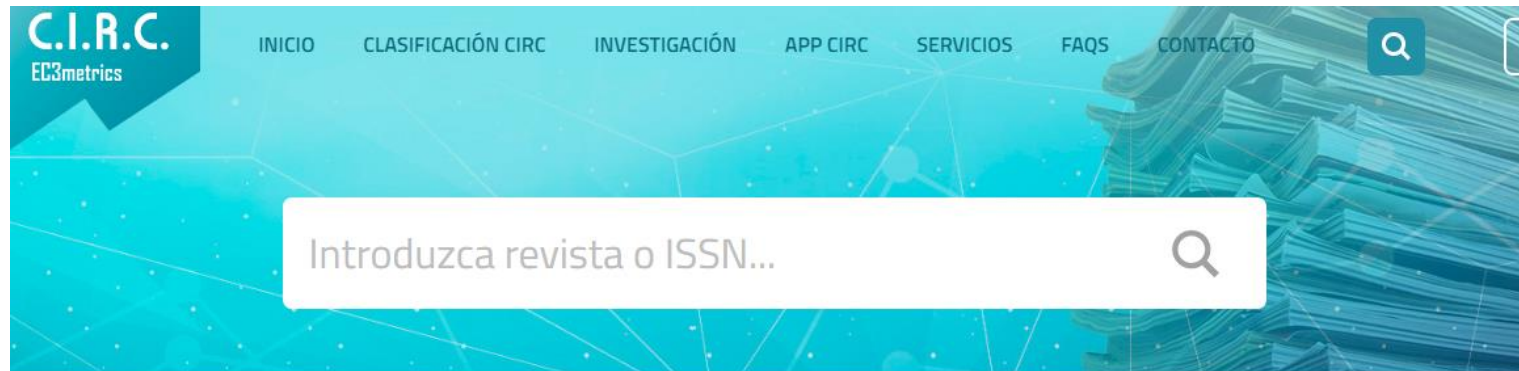 C.I.R.C.
EC3metrics
INICIO CLASIFICACIÓN CIRC INVESTIGACIÓN APP CIRC SERVICIOS FAQS CONTACTO
Introduzca revista o ISSN...